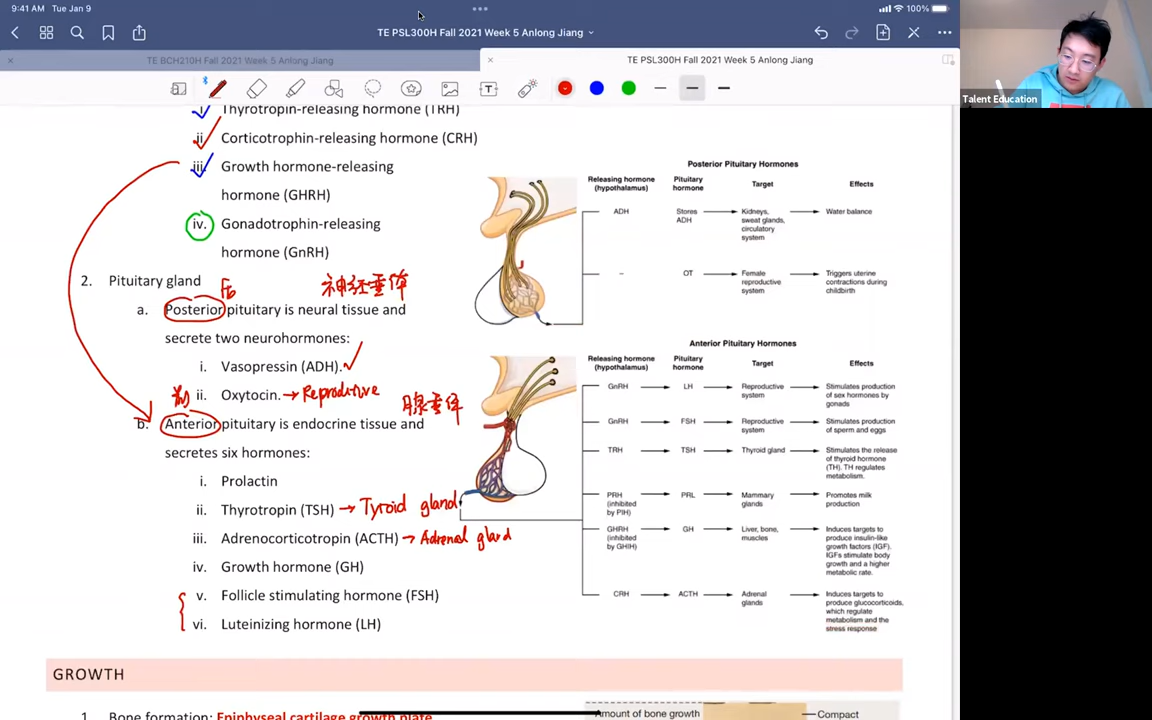 9:41 AM Tue Jan 9
100%
TE PSL300H Fall 2021 Week 5 Anlong Jiang
TE BCH210H Fall 2021 Week 5 Anlong Jiang
TE PSL300H Fall 2021 Week 5 Anlong Jiang
Talent Education
i. Thyrotropin-releasing hormone (TRH)
ii. Corticotrophin-releasing hormone (CRH)
iii. Growth hormone-releasing
hormone (GHRH)
iv. Gonadotrophin-releasing
hormone (GnRH)
2. Pituitary gland
后 神经垂体
a. Posterior pituitary is neural tissue and
secrete two neurohormones:
i. Vasopressin (ADH).
ii. Oxytocin. → Reproductive
腺垂体
b. Anterior pituitary is endocrine tissue and
secretes six hormones:
i. Prolactin
ii. Thyrotropin (TSH) → Tyroid gland
iii. Adrenocorticotropin (ACTH) → Adrenal gland
iv. Growth hormone (GH)
v. Follicle stimulating hormone (FSH)
vi. Luteinizing hormone (LH)
Posterior Pituitary Hormones
Releasing hormone
(hypothalamus)
Pituitary
hormone
Target
Effects
ADH
Stores
ADH
Kidneys,
sweat glands,
circulatory
system
Water balance
–
OT
Female
reproductive
system
Triggers uterine
contractions during
childbirth
Anterior Pituitary Hormones
Releasing hormone
(hypothalamus)
Pituitary
hormone
Target
Effects
GnRH
LH
Reproductive
system
Stimulates production
of sex hormones by
gonads
GnRH
FSH
Reproductive
system
Stimulates production
of sperm and eggs
TRH
TSH
Thyroid gland
Stimulates the release
of thyroid hormone
(TH). TH regulates
metabolism.
PRH
(inhibited
by PIH)
PRL
Mammary
glands
Promotes milk
production
GHRH
(inhibited
by GHIH)
GH
Liver, bone,
muscles
Induces targets to
produce insulin-like
growth factors (IGF).
IGFs stimulate body
growth and a higher
metabolic rate.
CRH
ACTH
Adrenal
glands
Induces targets to
produce glucocorticoids,
which regulate
metabolism and the
stress response
GROWTH
1. Bone formation: Epiphyseal cartilage growth plate
Amount of bone growth
Compact